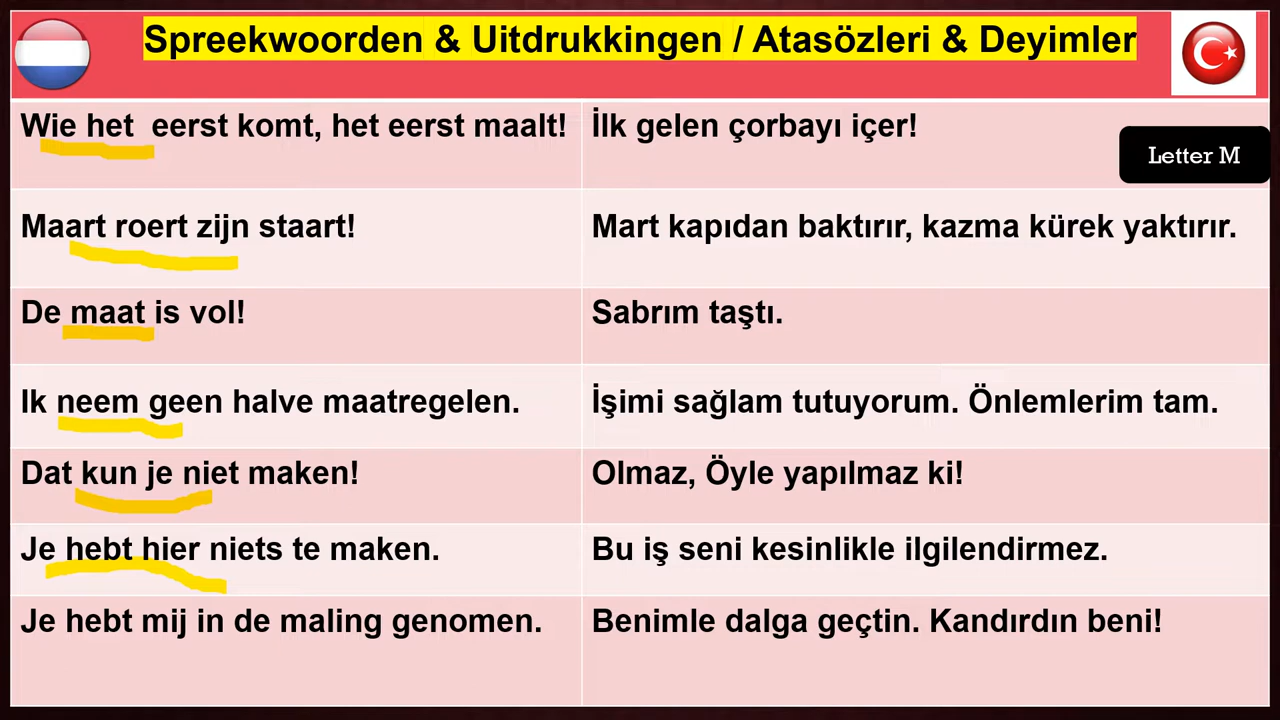 Spreekwoorden & Uitdrukkingen / Atasözleri & Deyimler
Wie het eerst komt, het eerst maalt!
İlk gelen çorbayı içer!
Letter M
Maart roert zijn staart!
Mart kapıdan baktırır, kazma kürek yaktırır.
De maat is vol!
Sabrım taştı.
Ik neem geen halve maatregelen.
İşimi sağlam tutuyorum. Önlemlerim tam.
Dat kun je niet maken!
Olmaz, Öyle yapılmaz ki!
Je hebt hier niets te maken.
Bu iş seni kesinlikle ilgilendirmez.
Je hebt mij in de maling genomen.
Benimle dalga geçtin. Kandırdın beni!